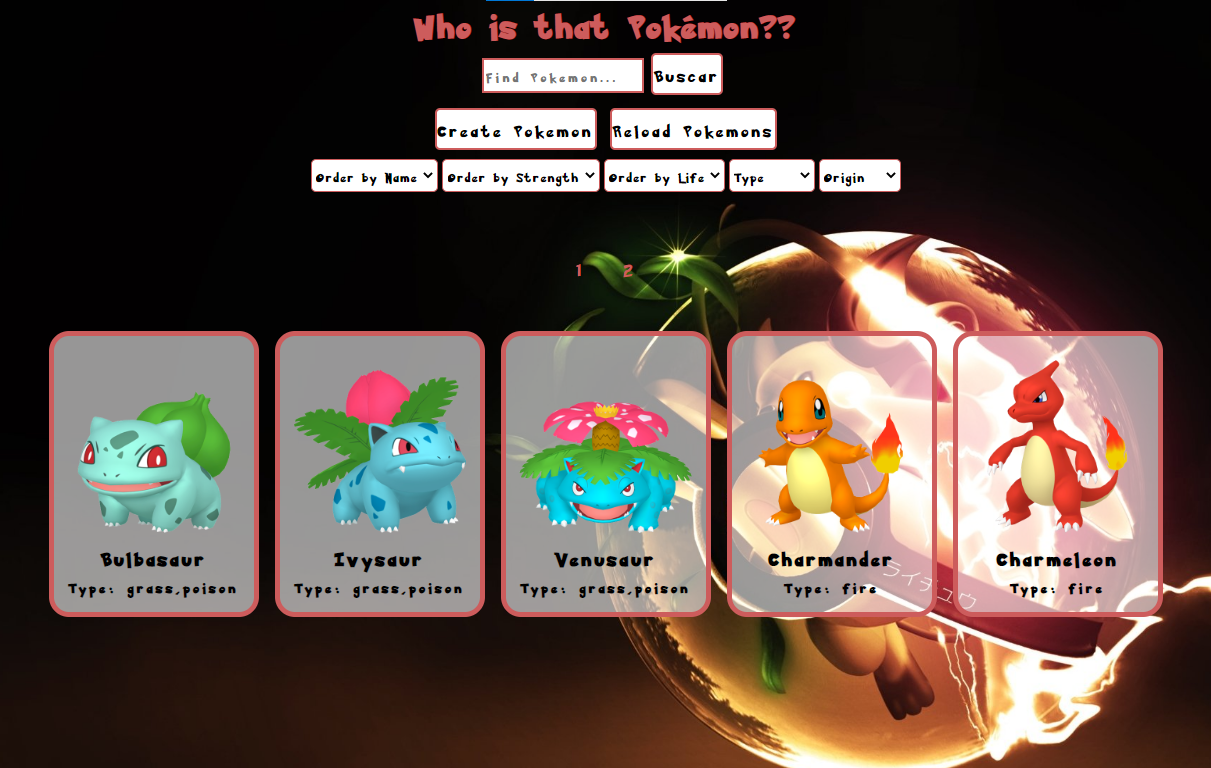 Who is that Pokémon??
Find Pokemon... Buscar
Create Pokemon Reload Pokemons
Order by Name Order by Strength Order by Life Type Origin
1 2
Bulbasaur Ivysaur Venusaur Charmander Charmeleon
Type: grass,poison Type: grass,poison Type: grass,poison Type: fire Type: fire
ライチュウ